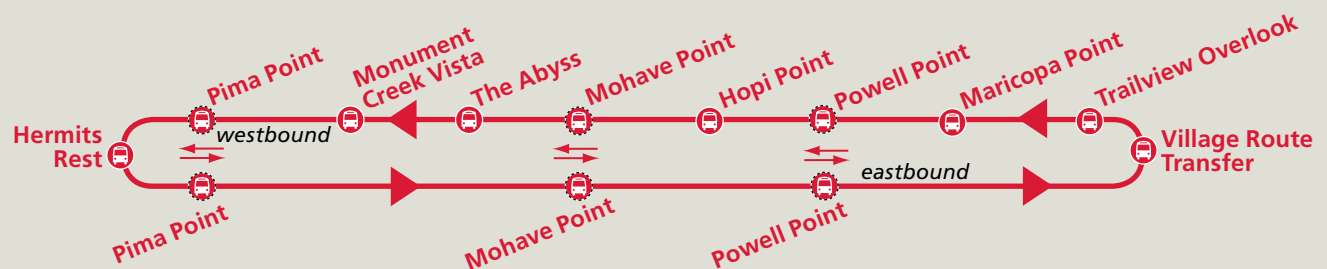 Pima Point
Monument
Creek Vista
The Abyss
Mohave Point
Hopi Point
Powell Point
Maricopa Point
Trailview Overlook
westbound
Hermits
Rest
Village Route
Transfer
eastbound
Pima Point
Mohave Point
Powell Point